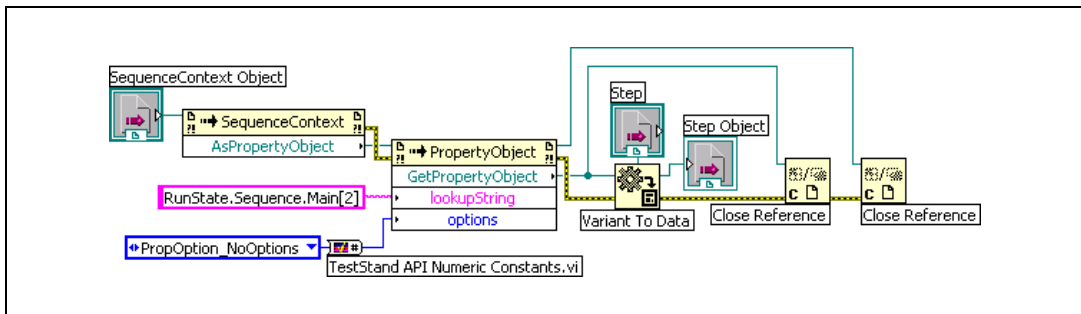 SequenceContext Object
SequenceContext
AsPropertyObject
PropertyObject
GetPropertyObject
lookupString
options
RunState.Sequence.Main[2]
PropOption_NoOptions
TestStand API Numeric Constants.vi
Step
Step Object
Variant To Data
Close Reference
Close Reference